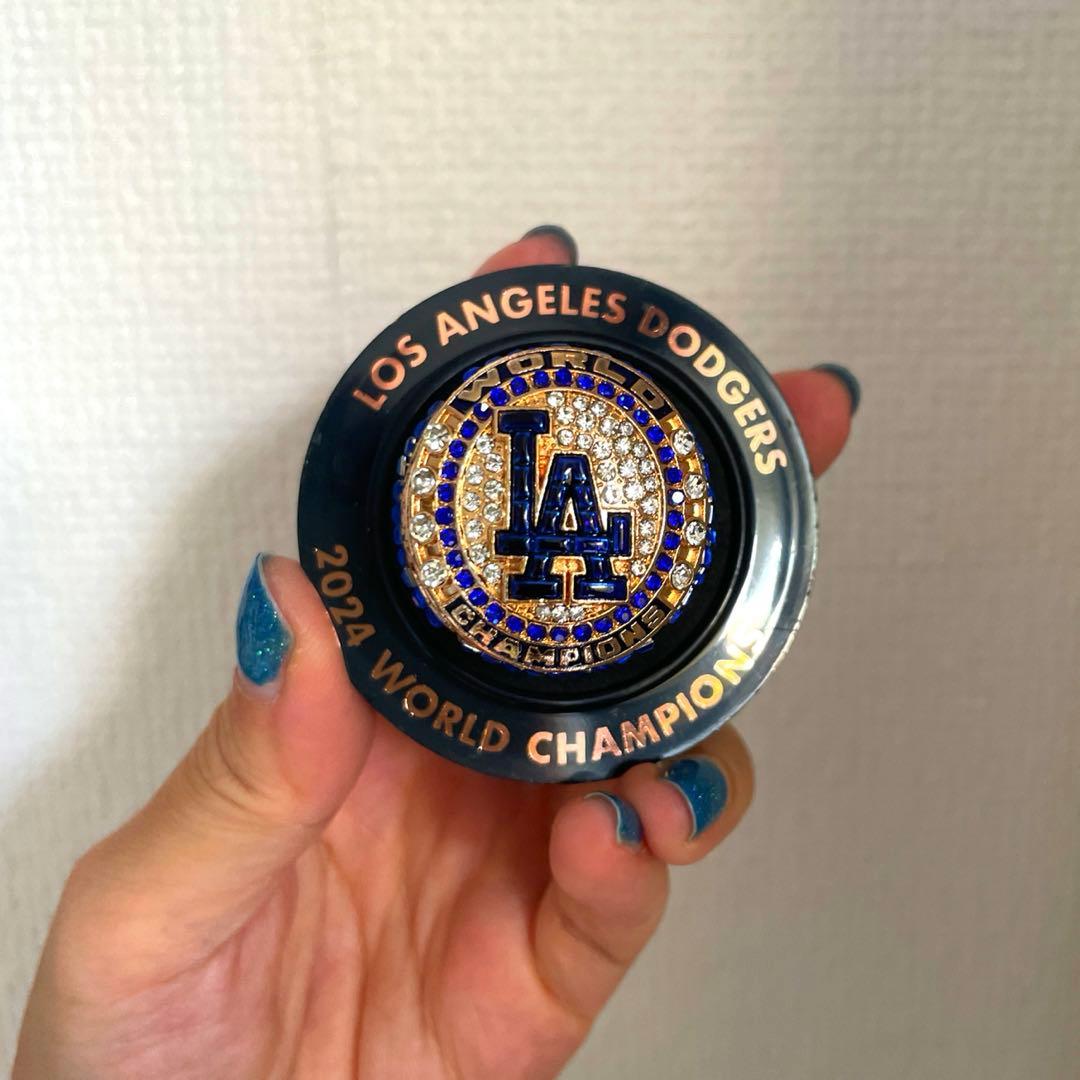 LOS ANGELES DODGERS
WORLD
LA
CHAMPIONS
2024 WORLD CHAMPIONS